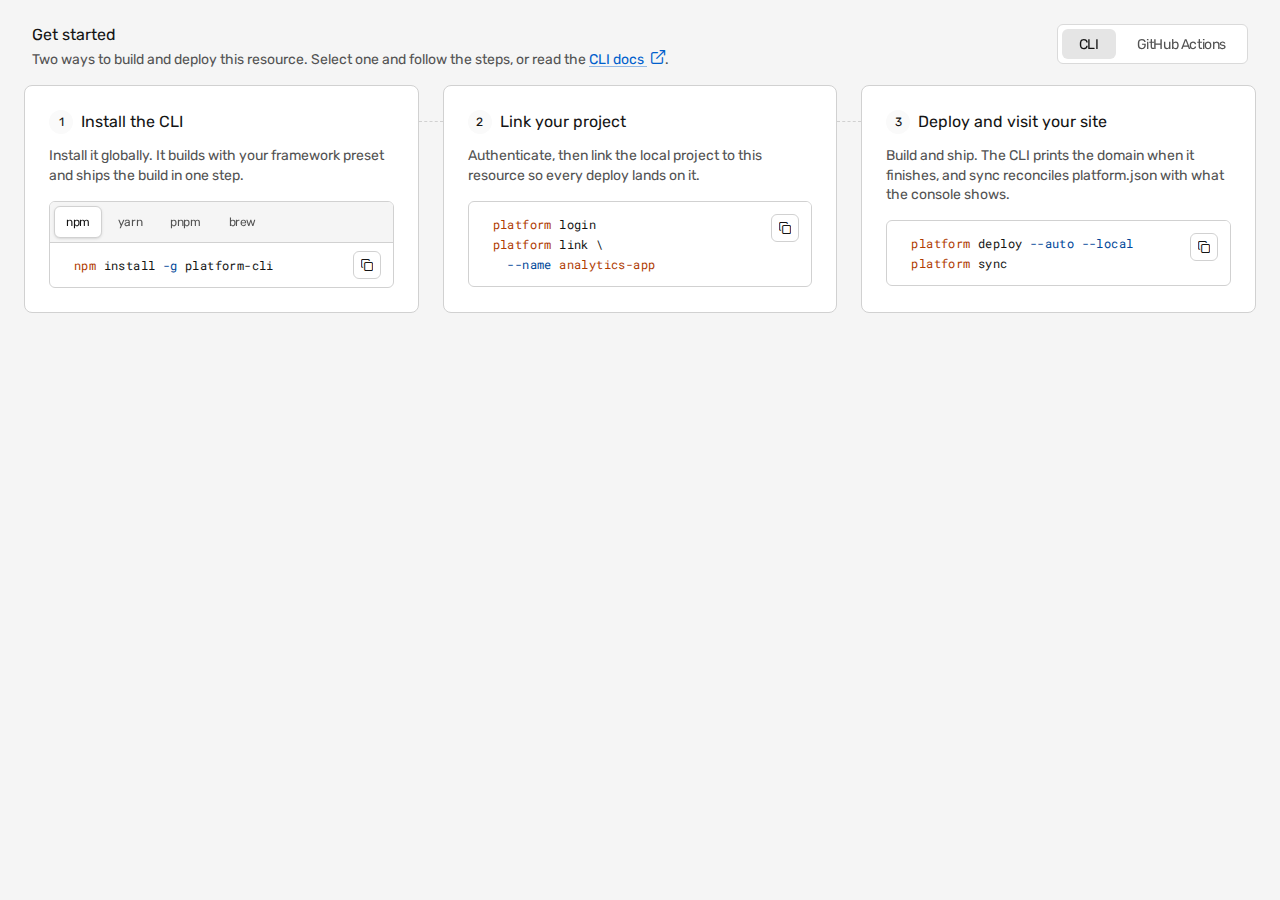 Get started
Two ways to build and deploy this resource. Select one and follow the steps, or read the CLI docs.
CLI
GitHub Actions
1 Install the CLI
Install it globally. It builds with your framework preset
and ships the build in one step.
npm yarn pnpm brew
npm install -g platform-cli
2 Link your project
Authenticate, then link the local project to this
resource so every deploy lands on it.
platform login
platform link \
--name analytics-app
3 Deploy and visit your site
Build and ship. The CLI prints the domain when it
finishes, and sync reconciles platform.json with what
the console shows.
platform deploy --auto --local
platform sync